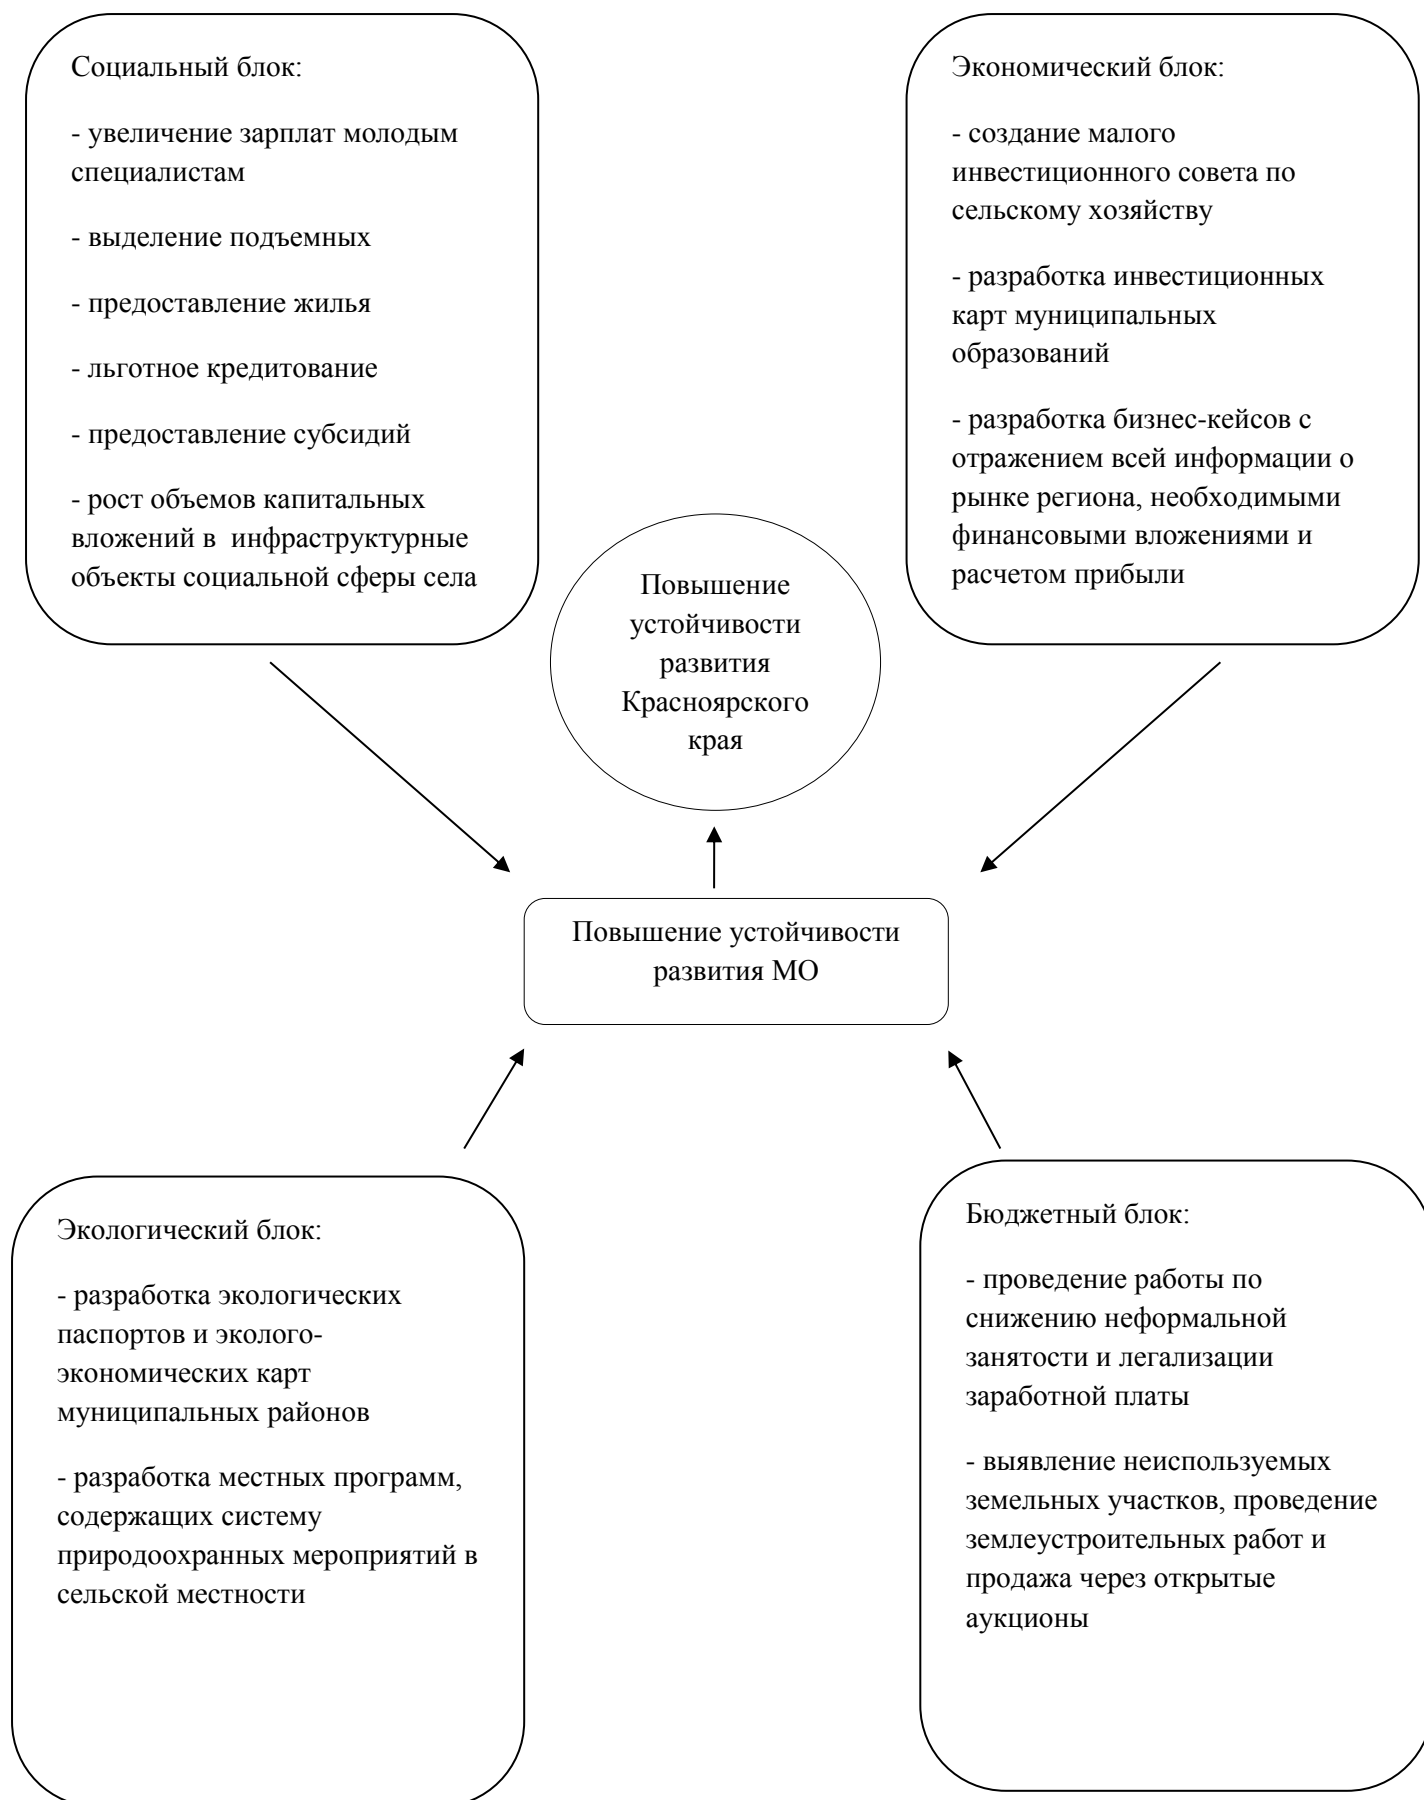 Социальный блок:
- увеличение зарплат молодым
специалистам
- выделение подъемных
- предоставление жилья
- льготное кредитование
- предоставление субсидий
- рост объемов капитальных
вложений в  инфраструктурные
объекты социальной сферы села
Экономический блок:
- создание малого
инвестиционного совета по
сельскому хозяйству
- разработка инвестиционных
карт муниципальных
образований
- разработка бизнес-кейсов с
отражением всей информации о
рынке региона, необходимыми
финансовыми вложениями и
расчетом прибыли
Повышение
устойчивости
развития
Красноярского
края
Повышение устойчивости
развития МО
Экологический блок:
- разработка экологических
паспортов и эколого-
экономических карт
муниципальных районов
- разработка местных программ,
содержащих систему
природоохранных мероприятий в
сельской местности
Бюджетный блок:
- проведение работы по
снижению неформальной
занятости и легализации
заработной платы
- выявление неиспользуемых
земельных участков, проведение
землеустроительных работ и
продажа через открытые
аукционы